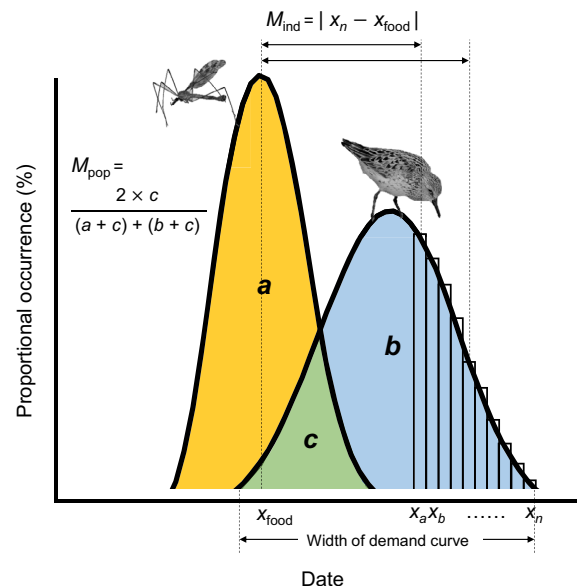 M_ind = | x_n − x_food |
M_pop =
2 × c
(a + c) + (b + c)
Proportional occurrence (%)
a
b
c
x_food
x_a x_b ...... x_n
Width of demand curve
Date